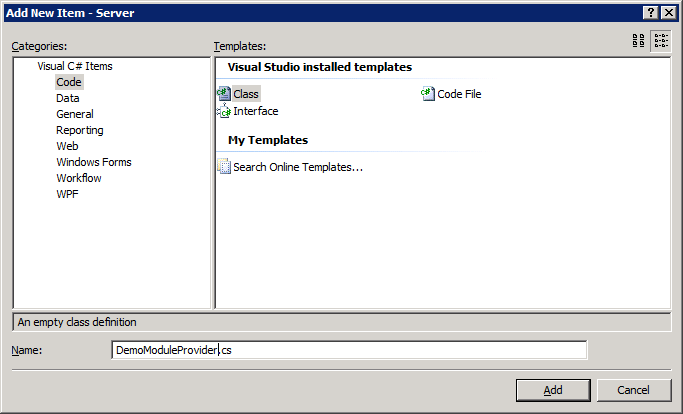 Add New Item - Server
Categories:
Templates:
Visual C# Items
Code
Data
General
Reporting
Web
Windows Forms
Workflow
WPF
Visual Studio installed templates
Class
Code File
Interface
My Templates
Search Online Templates...
An empty class definition
Name:
DemoModuleProvider.cs
Add
Cancel